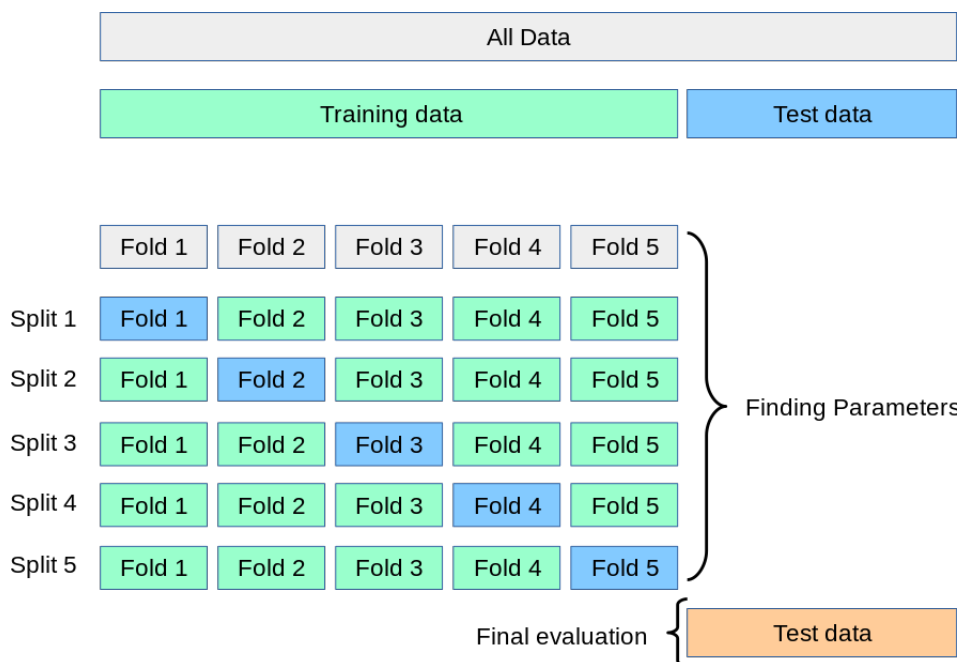 All Data
Training data Test data
Fold 1 Fold 2 Fold 3 Fold 4 Fold 5
Split 1 Fold 1 Fold 2 Fold 3 Fold 4 Fold 5
Split 2 Fold 1 Fold 2 Fold 3 Fold 4 Fold 5
Finding Parameters
Split 3 Fold 1 Fold 2 Fold 3 Fold 4 Fold 5
Split 4 Fold 1 Fold 2 Fold 3 Fold 4 Fold 5
Split 5 Fold 1 Fold 2 Fold 3 Fold 4 Fold 5
Final evaluation Test data